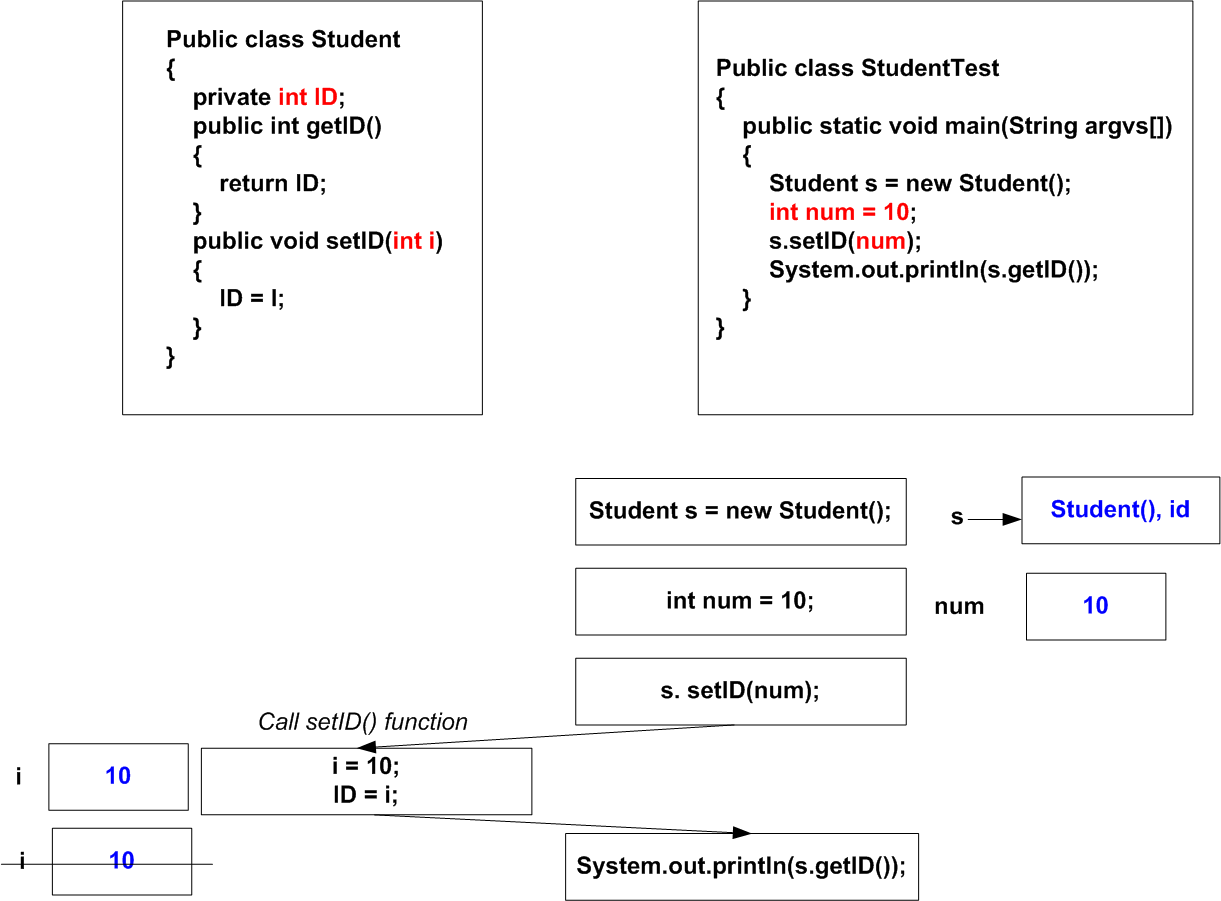 Public class Student
{
private int ID;
public int getID()
{
return ID;
}
public void setID(int i)
{
ID = I;
}
}
Public class StudentTest
{
public static void main(String argvs[])
{
Student s = new Student();
int num = 10;
s.setID(num);
System.out.println(s.getID());
}
}
Student s = new Student();
s
Student(), id
int num = 10;
num
10
s. setID(num);
Call setID() function
i
10
i = 10;
ID = i;
i
10
System.out.println(s.getID());